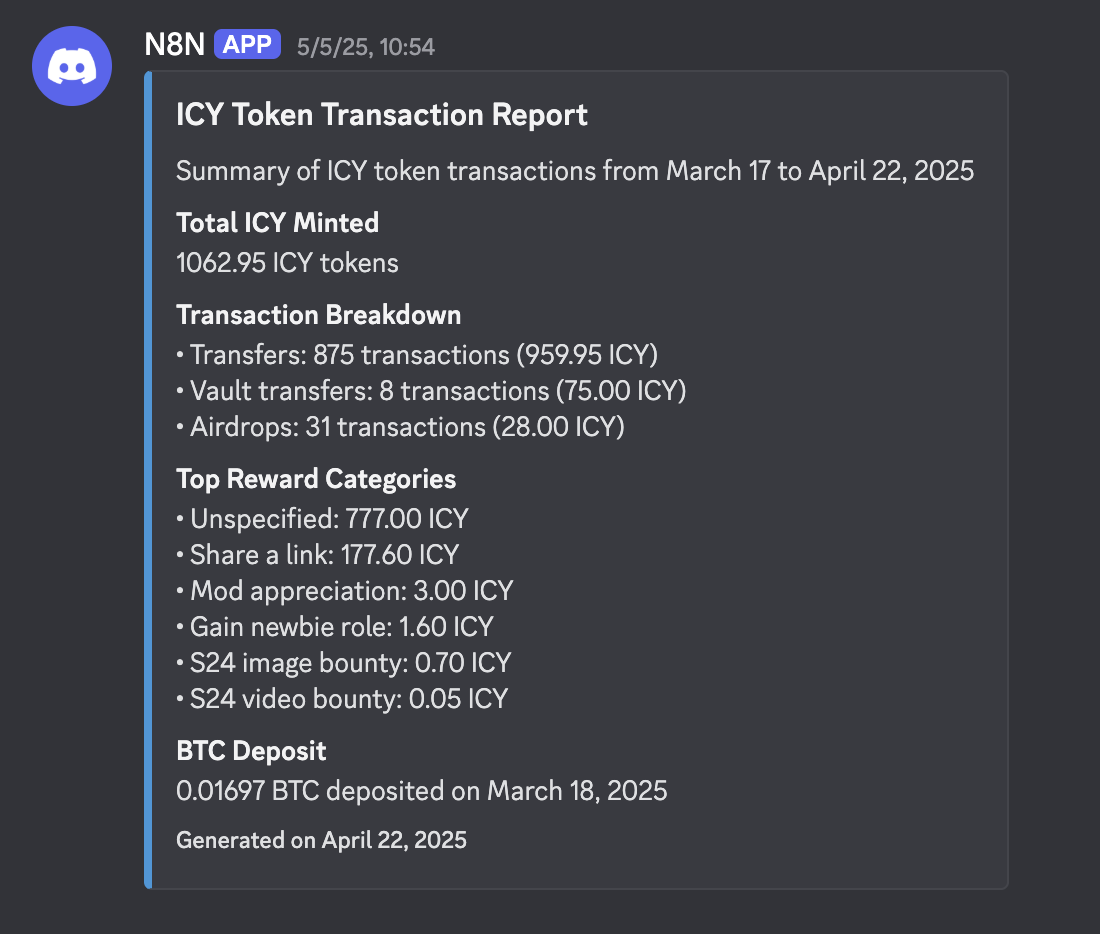 N8N APP 5/5/25, 10:54
ICY Token Transaction Report
Summary of ICY token transactions from March 17 to April 22, 2025
Total ICY Minted
1062.95 ICY tokens
Transaction Breakdown
• Transfers: 875 transactions (959.95 ICY)
• Vault transfers: 8 transactions (75.00 ICY)
• Airdrops: 31 transactions (28.00 ICY)
Top Reward Categories
• Unspecified: 777.00 ICY
• Share a link: 177.60 ICY
• Mod appreciation: 3.00 ICY
• Gain newbie role: 1.60 ICY
• S24 image bounty: 0.70 ICY
• S24 video bounty: 0.05 ICY
BTC Deposit
0.01697 BTC deposited on March 18, 2025
Generated on April 22, 2025